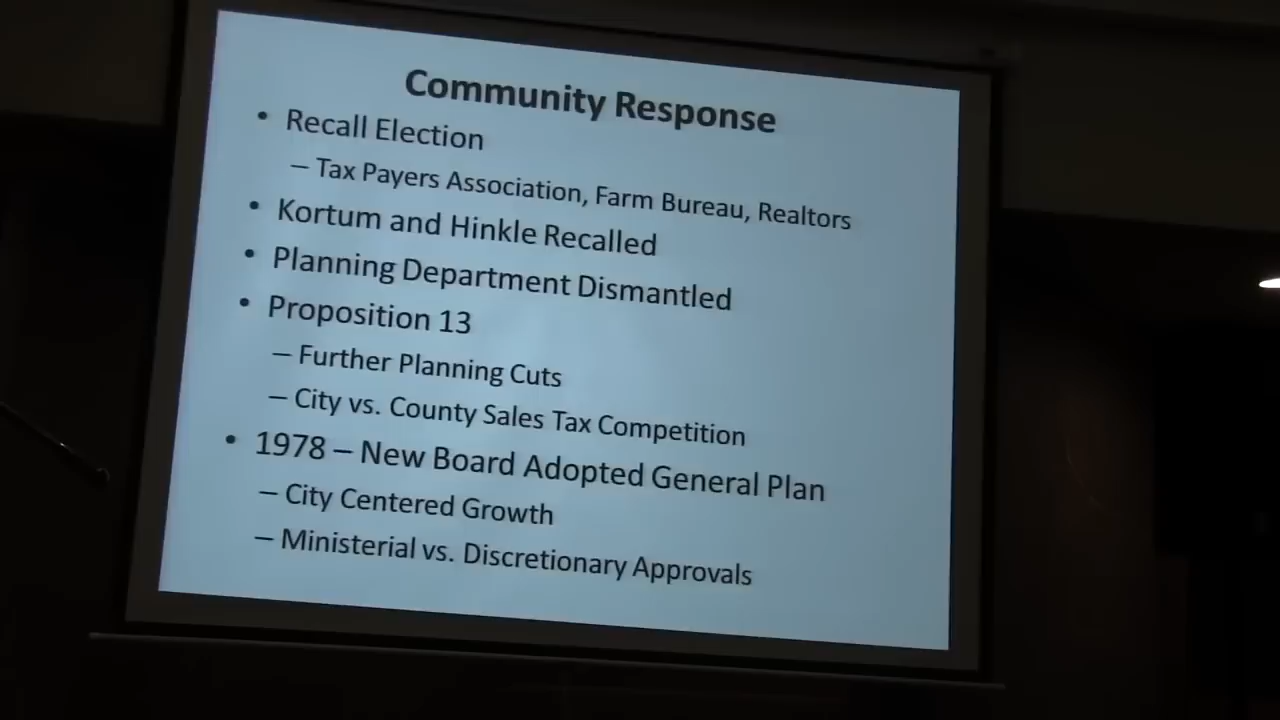 Community Response
• Recall Election
– Tax Payers Association, Farm Bureau, Realtors
• Kortum and Hinkle Recalled
• Planning Department Dismantled
• Proposition 13
– Further Planning Cuts
– City vs. County Sales Tax Competition
• 1978 – New Board Adopted General Plan
– City Centered Growth
– Ministerial vs. Discretionary Approvals